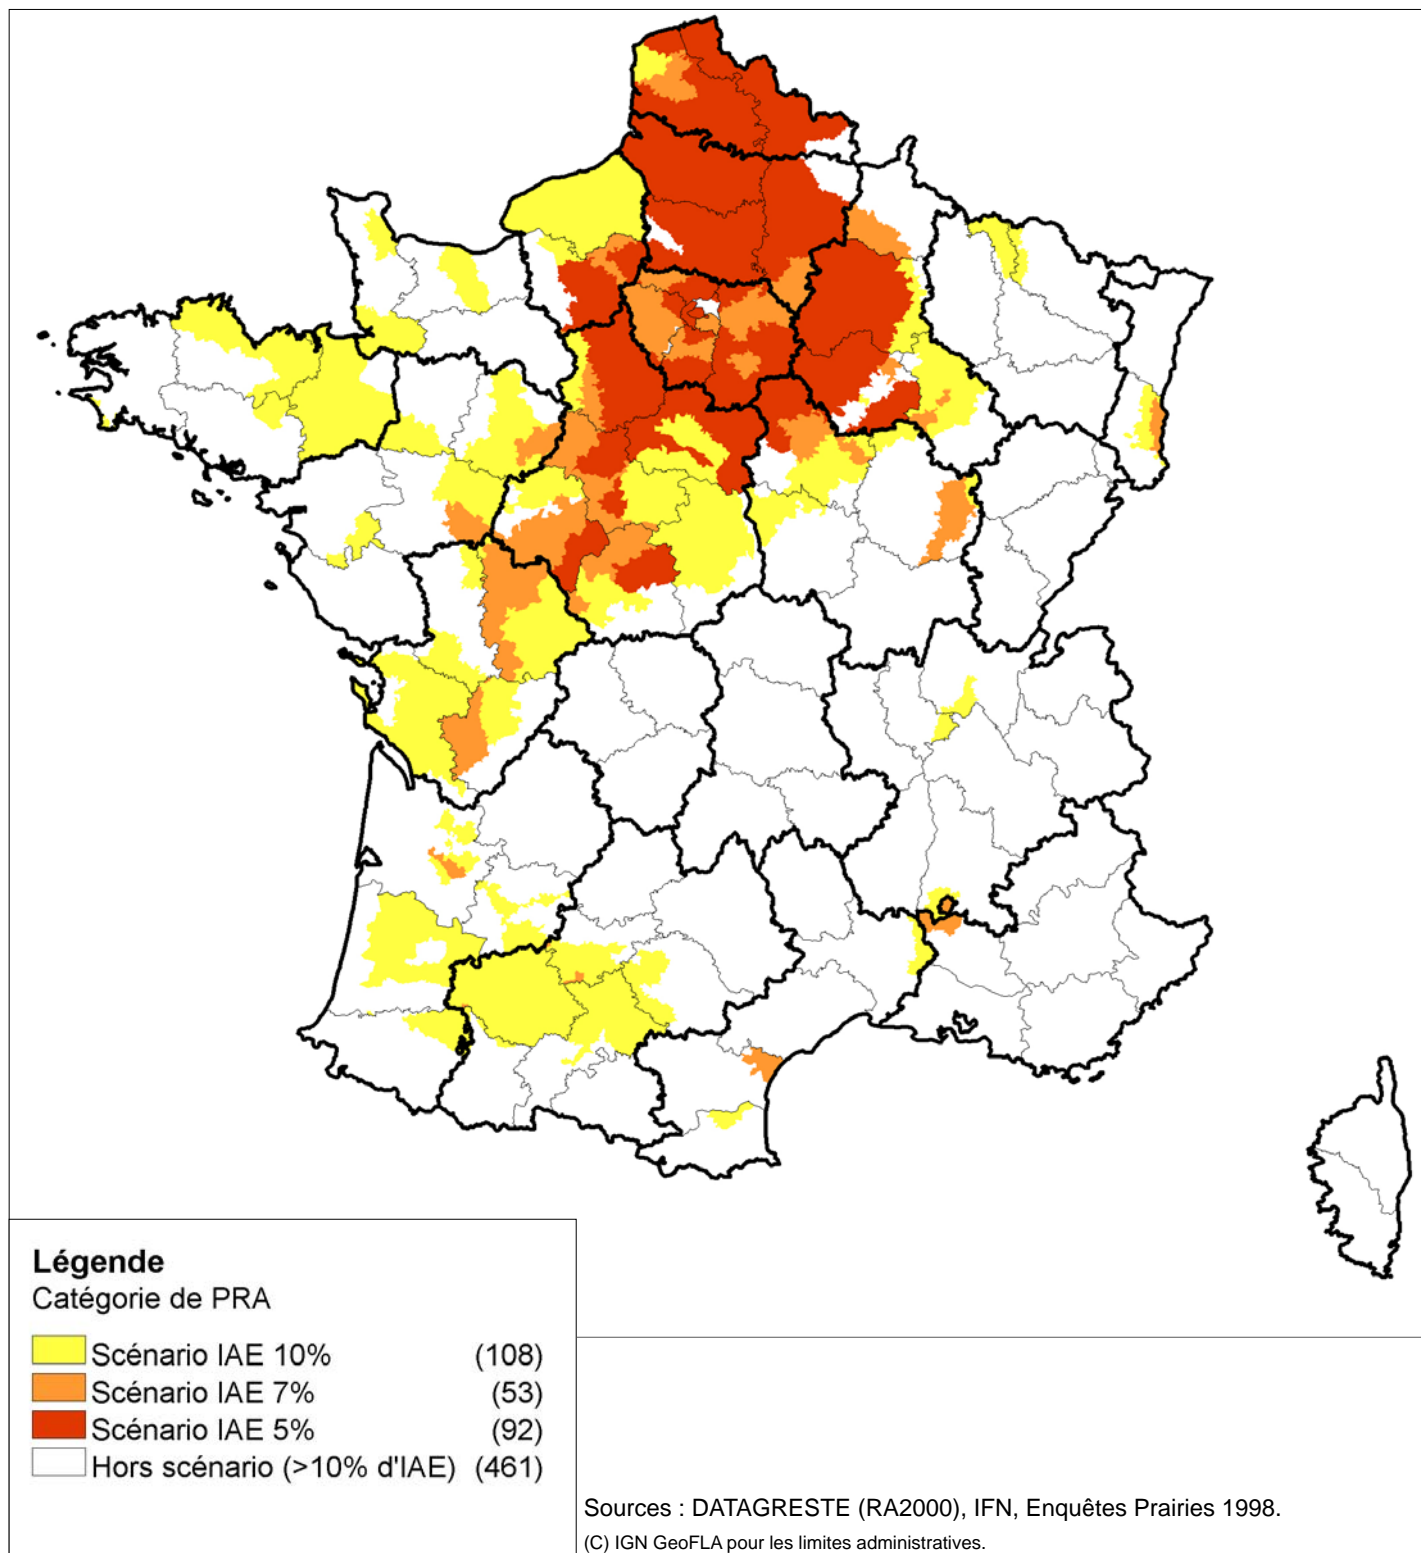 Légende
Catégorie de PRA
Scénario IAE 10% (108)
Scénario IAE 7% (53)
Scénario IAE 5% (92)
Hors scénario (>10% d'IAE) (461)
Sources : DATAGRESTE (RA2000), IFN, Enquêtes Prairies 1998.
(C) IGN GeoFLA pour les limites administratives.